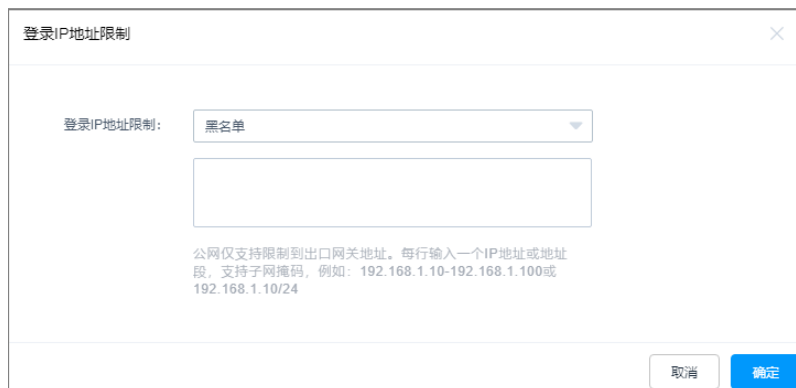 登录IP地址限制
登录IP地址限制：
黑名单
公网仅支持限制到出口网关地址。每行输入一个IP地址或地址
段，支持子网掩码，例如：192.168.1.10-192.168.1.100或
192.168.1.10/24
取消
确定